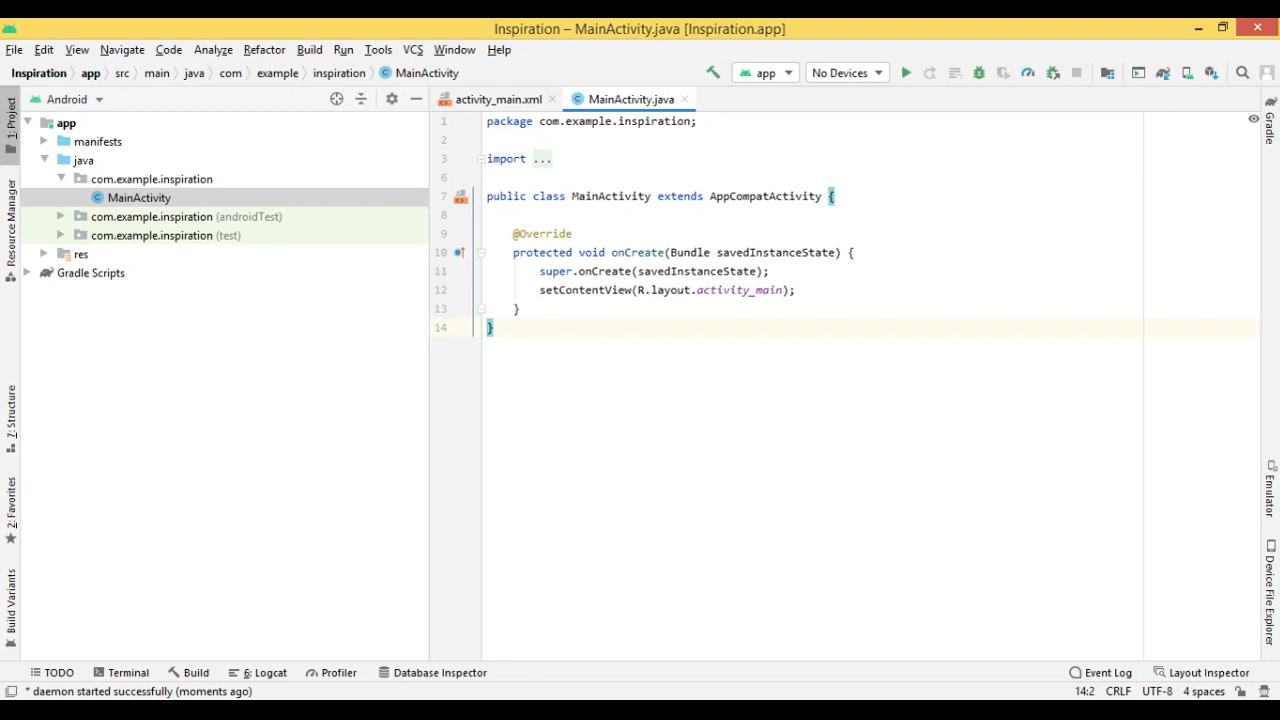 Inspiration – MainActivity.java [Inspiration.app]
File Edit View Navigate Code Analyze Refactor Build Run Tools VCS Window Help
Inspiration app src main java com example inspiration MainActivity
app No Devices
1: Project
Resource Manager
Z: Structure
2: Favorites
Build Variants
Android
app
manifests
java
com.example.inspiration
MainActivity
com.example.inspiration (androidTest)
com.example.inspiration (test)
res
Gradle Scripts
activity_main.xml MainActivity.java
1 package com.example.inspiration;
2
3 import ...
6
7 public class MainActivity extends AppCompatActivity {
8
9 @Override
10 protected void onCreate(Bundle savedInstanceState) {
11 super.onCreate(savedInstanceState);
12 setContentView(R.layout.activity_main);
13 }
14 }
Gradle
Emulator
Device File Explorer
TODO Terminal Build 6: Logcat Profiler Database Inspector Event Log Layout Inspector
* daemon started successfully (moments ago) 14:2 CRLF UTF-8 4 spaces